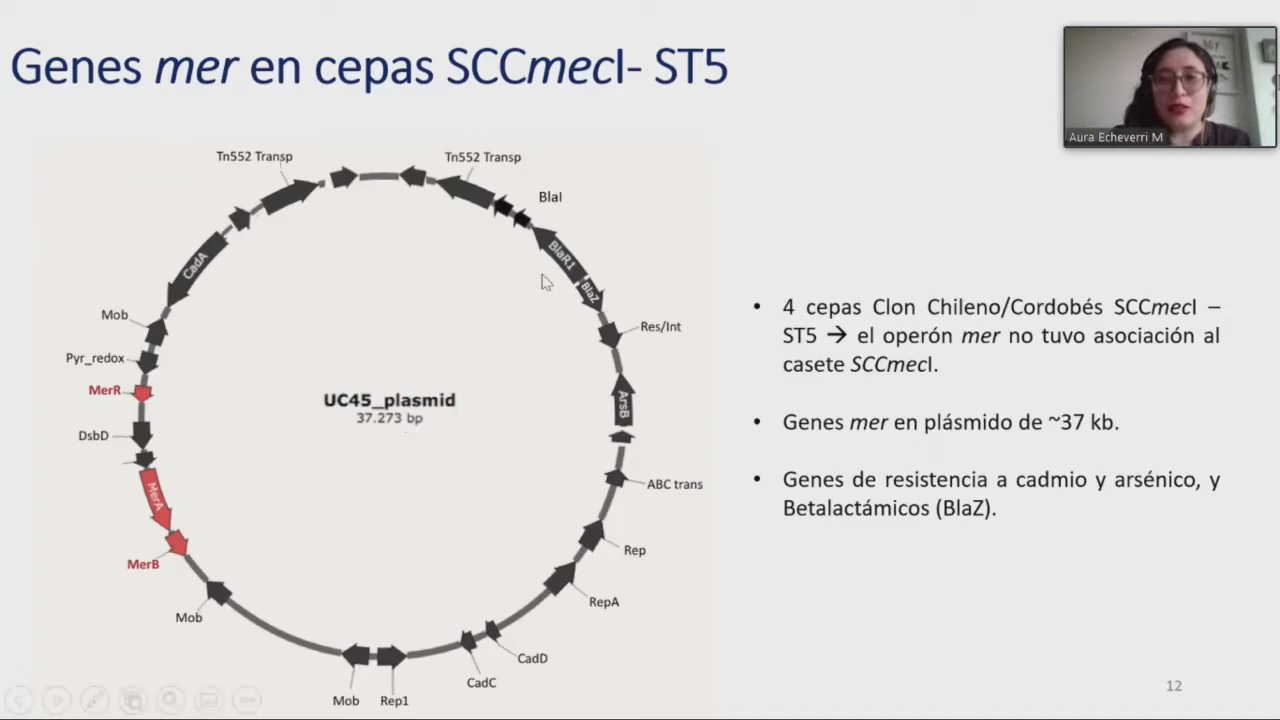 Genes mer en cepas SCCmecI- ST5
Aura Echeverri M
Tn552 Transp
Tn552 Transp
BlaI
BlaR1
BlaZ
CadA
Mob
Res/Int
Pyr_redox
MerR
ArsB
DsbD
UC45_plasmid
37.273 bp
MerA
ABC trans
MerB
Rep
RepA
Mob
CadD
CadC
Mob
Rep1
• 4 cepas Clon Chileno/Cordobés SCCmecI –
ST5 → el operón mer no tuvo asociación al
casete SCCmecI.
• Genes mer en plásmido de ~37 kb.
• Genes de resistencia a cadmio y arsénico, y
Betalactámicos (BlaZ).
12